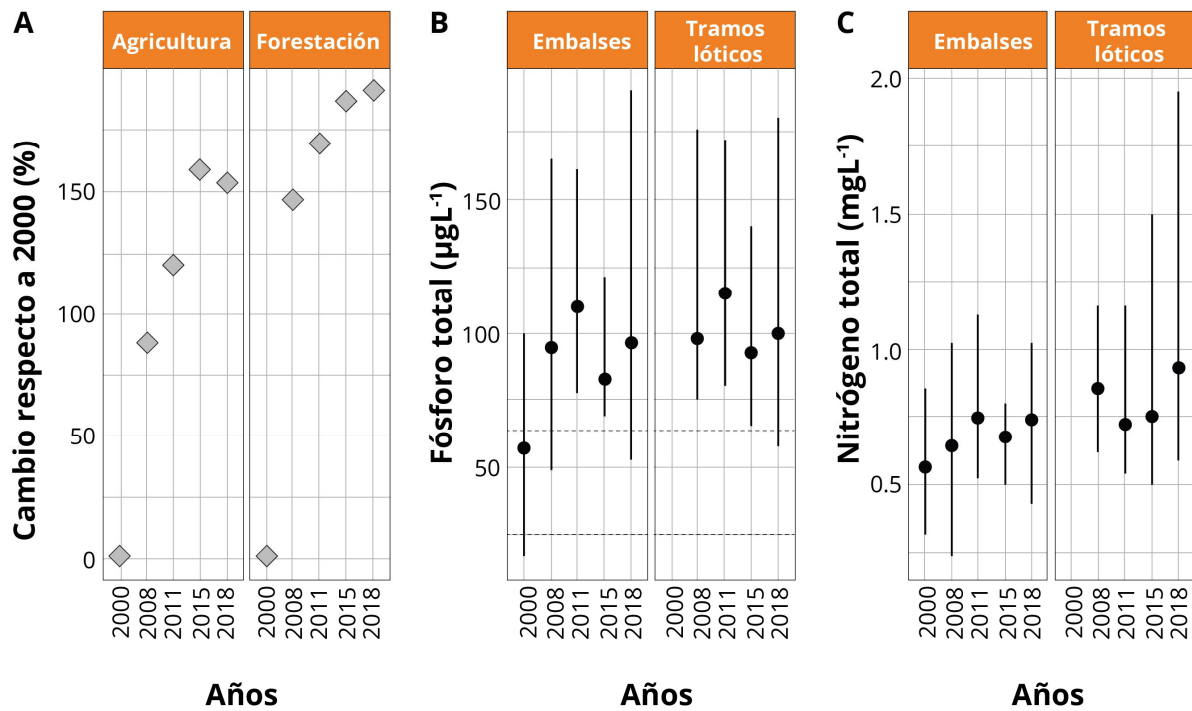 A
Agricultura
Forestación
Cambio respecto a 2000 (%)
150
100
50
0
2000
2008
2011
2015
2018
2000
2008
2011
2015
2018
Años
B
Embalses
Tramos
lóticos
Fósforo total (µgL⁻¹)
150
100
50
2000
2008
2011
2015
2018
2000
2008
2011
2015
2018
Años
C
Embalses
Tramos
lóticos
Nitrógeno total (mgL⁻¹)
2.0
1.5
1.0
0.5
2000
2008
2011
2015
2018
2000
2008
2011
2015
2018
Años